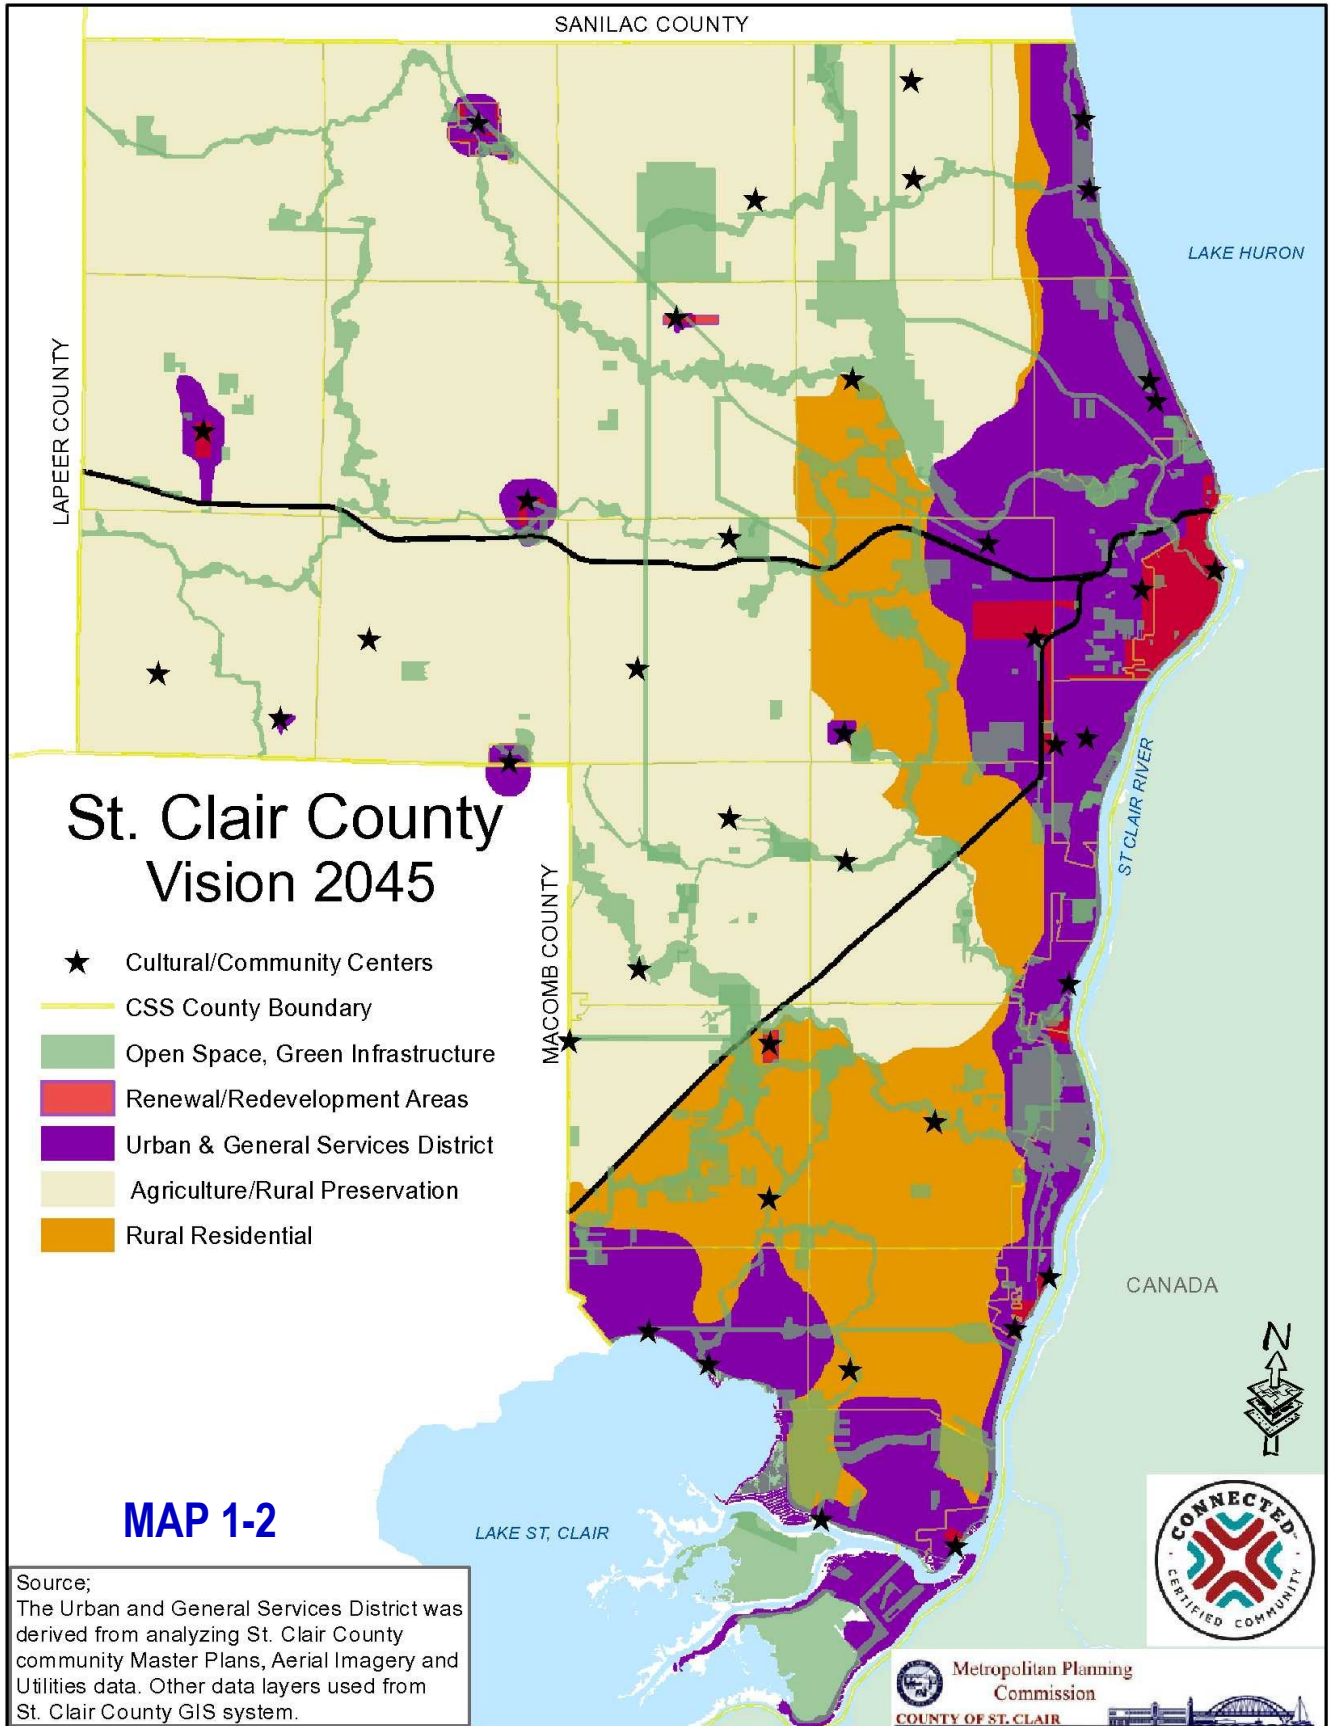 SANILAC COUNTY
LAKE HURON
LAPEER COUNTY
St. Clair County
Vision 2045
ST CLAIR RIVER
MACOMB COUNTY
Cultural/Community Centers
CSS County Boundary
Open Space, Green Infrastructure
Renewal/Redevelopment Areas
Urban & General Services District
Agriculture/Rural Preservation
Rural Residential
CANADA
N
MAP 1-2
LAKE ST, CLAIR
CONNECTED™
CERTIFIED COMMUNITY
Source;
The Urban and General Services District was
derived from analyzing St. Clair County
community Master Plans, Aerial Imagery and
Utilities data. Other data layers used from
St. Clair County GIS system.
Metropolitan Planning
Commission
COUNTY OF ST. CLAIR